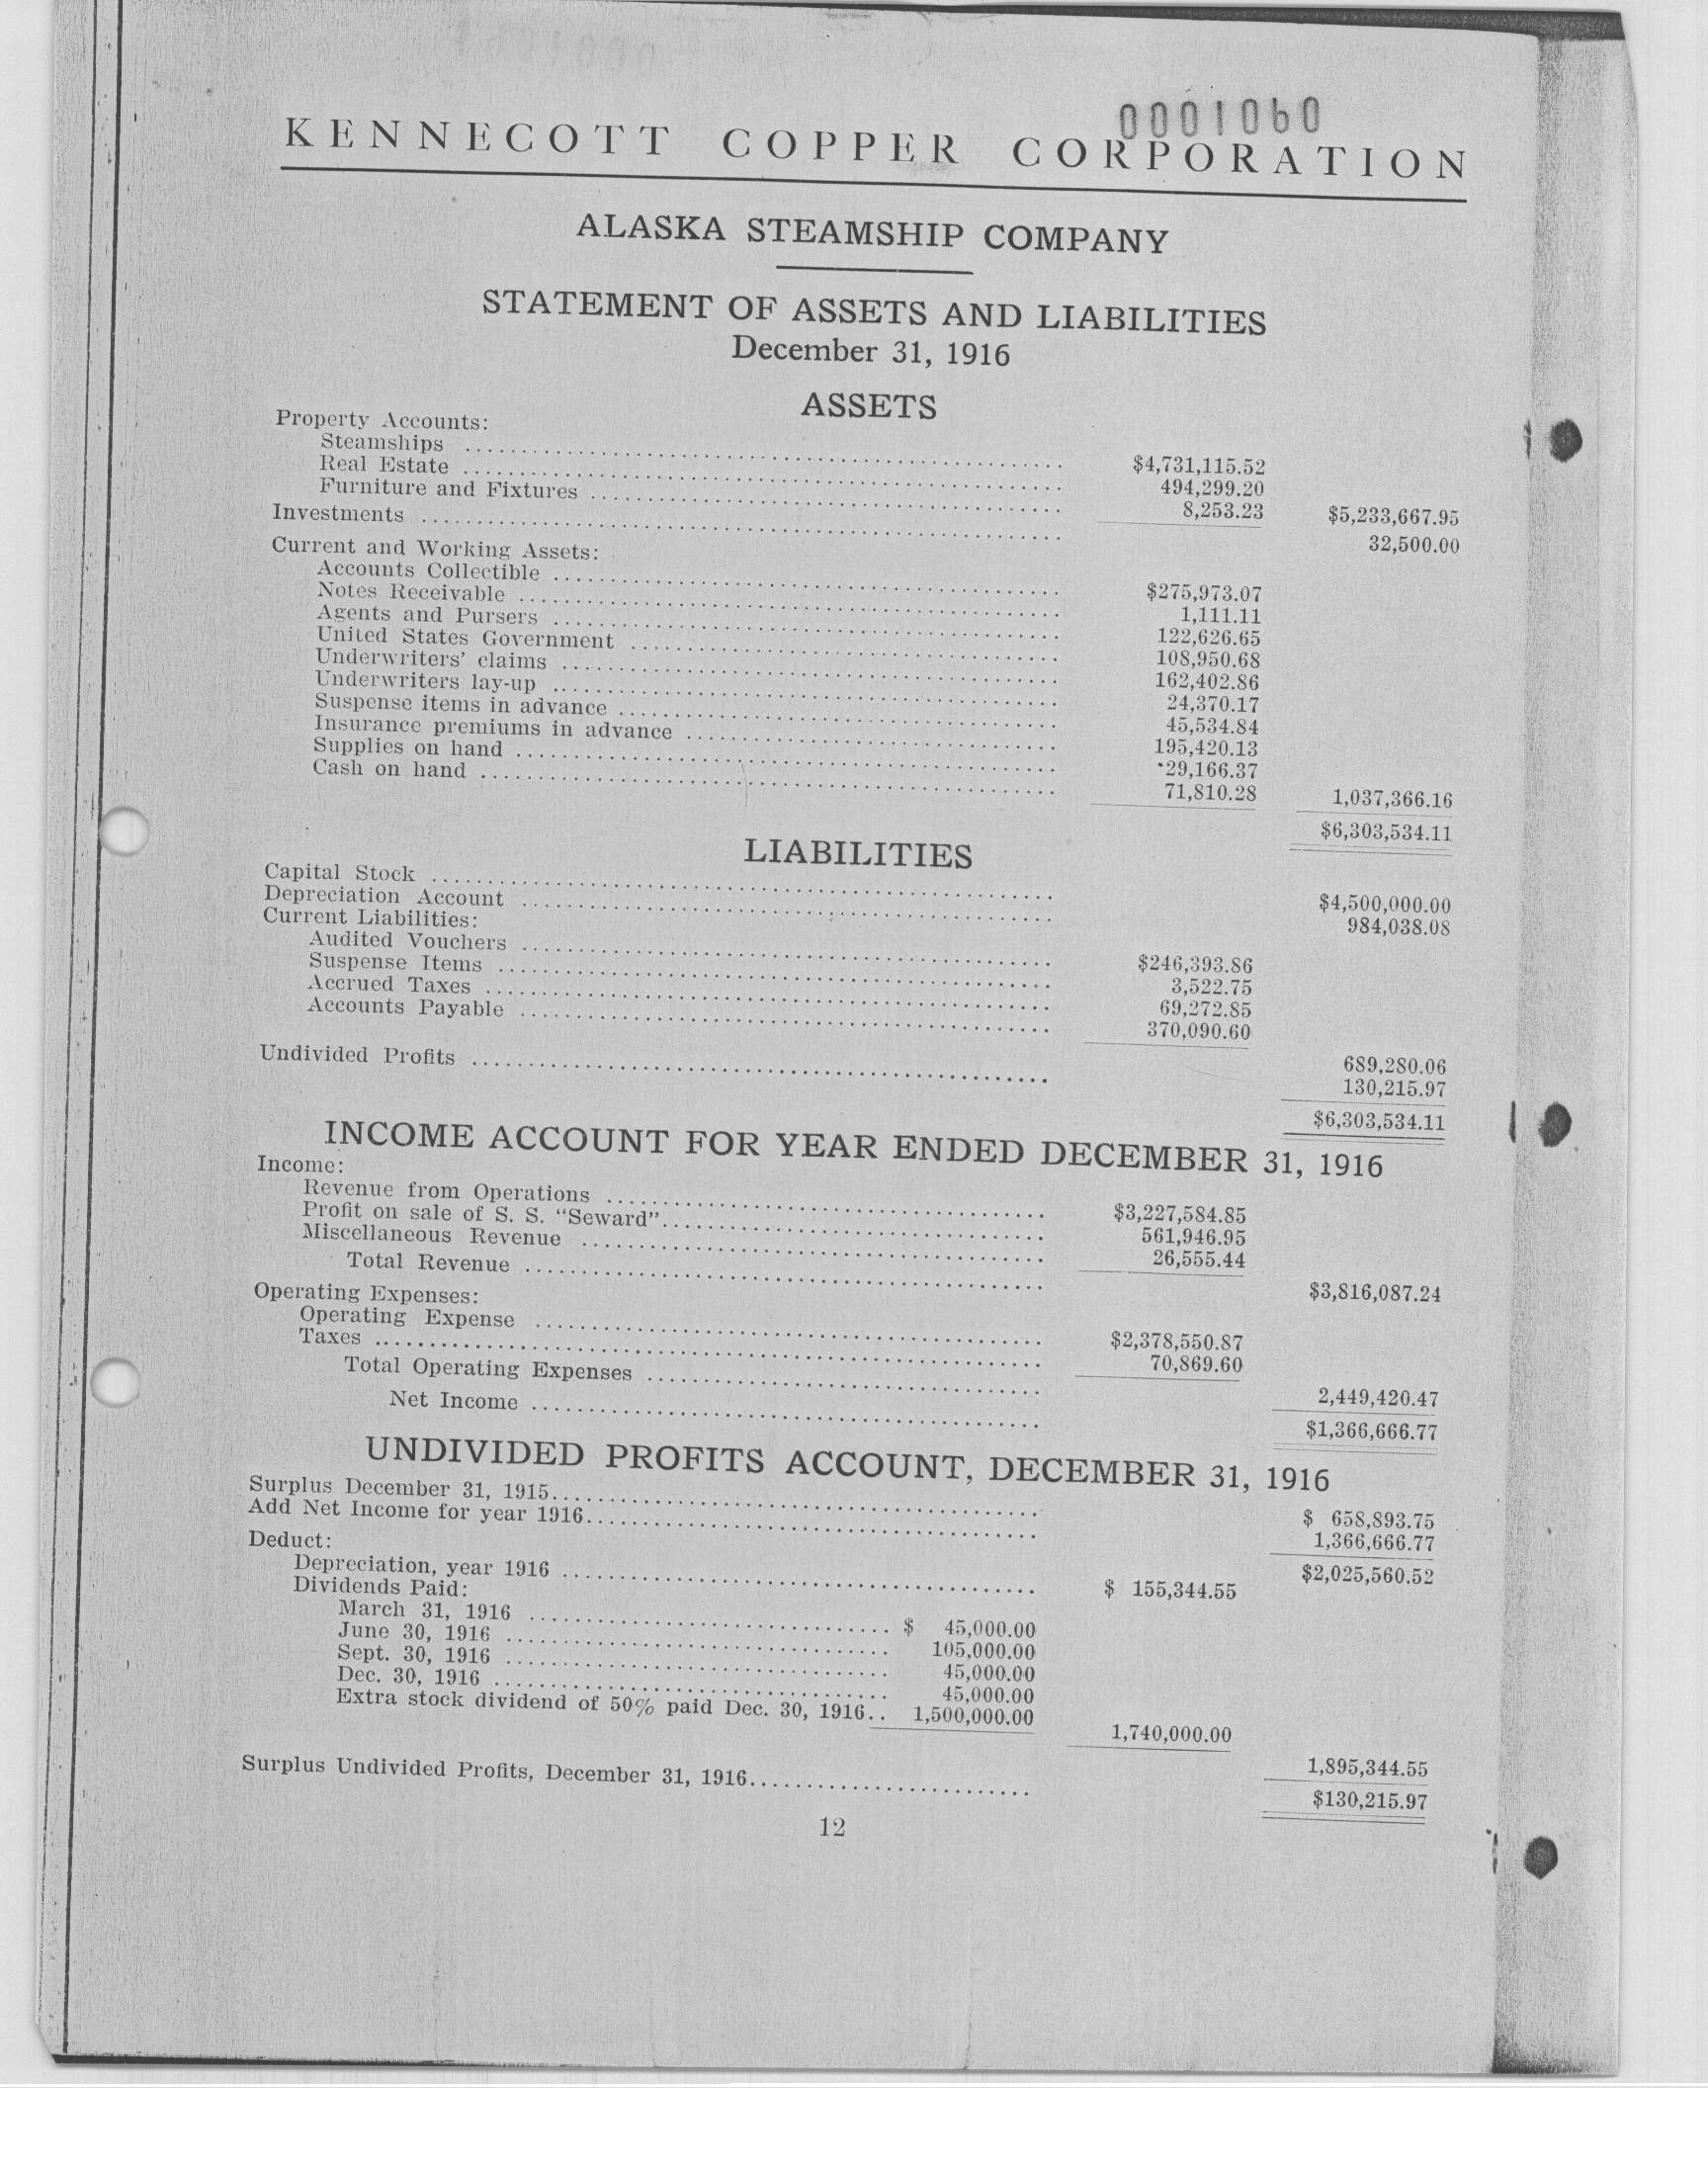 0001060
KENNECOTT COPPER CORPORATION
ALASKA STEAMSHIP COMPANY
STATEMENT OF ASSETS AND LIABILITIES
December 31, 1916
ASSETS
Property Accounts:
Steamships ........ $4,731,115.52
Real Estate ........ 494,299.20
Furniture and Fixtures ........ 8,253.23 $5,233,667.95
Investments ........ 32,500.00
Current and Working Assets:
Accounts Collectible ........ $275,973.07
Notes Receivable ........ 1,111.11
Agents and Pursers ........ 122,626.65
United States Government ........ 108,950.68
Underwriters' claims ........ 162,402.86
Underwriters lay-up ........ 24,370.17
Suspense items in advance ........ 45,534.84
Insurance premiums in advance ........ 195,420.13
Supplies on hand ........ 29,166.37
Cash on hand ........ 71,810.28 1,037,366.16
$6,303,534.11
LIABILITIES
Capital Stock ........ $4,500,000.00
Depreciation Account ........ 984,038.08
Current Liabilities:
Audited Vouchers ........ $246,393.86
Suspense Items ........ 3,522.75
Accrued Taxes ........ 69,272.85
Accounts Payable ........ 370,090.60
689,280.06
Undivided Profits ........ 130,215.97
$6,303,534.11
INCOME ACCOUNT FOR YEAR ENDED DECEMBER 31, 1916
Income:
Revenue from Operations ........ $3,227,584.85
Profit on sale of S. S. "Seward"........ 561,946.95
Miscellaneous Revenue ........ 26,555.44
Total Revenue ........ $3,816,087.24
Operating Expenses:
Operating Expense ........ $2,378,550.87
Taxes ........ 70,869.60
Total Operating Expenses ........ 2,449,420.47
Net Income ........ $1,366,666.77
UNDIVIDED PROFITS ACCOUNT, DECEMBER 31, 1916
Surplus December 31, 1915........ $ 658,893.75
Add Net Income for year 1916........ 1,366,666.77
$2,025,560.52
Deduct:
Depreciation, year 1916 ........ $ 155,344.55
Dividends Paid:
March 31, 1916 ........ $ 45,000.00
June 30, 1916 ........ 105,000.00
Sept. 30, 1916 ........ 45,000.00
Dec. 30, 1916 ........ 45,000.00
Extra stock dividend of 50% paid Dec. 30, 1916.. 1,500,000.00
1,740,000.00
1,895,344.55
Surplus Undivided Profits, December 31, 1916........ $130,215.97
12